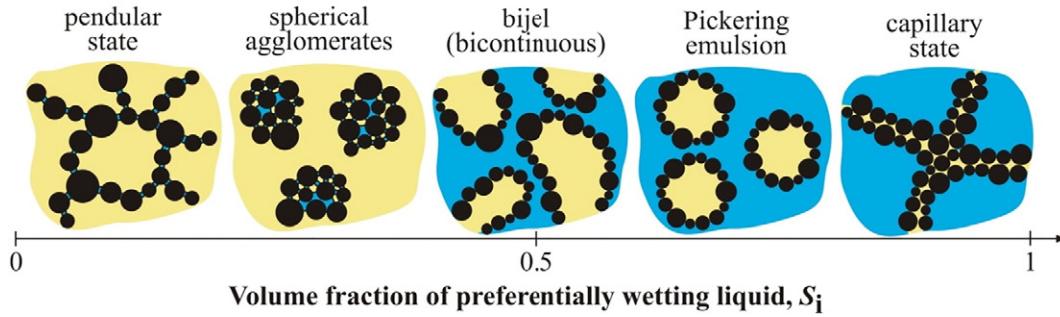 pendular
state
spherical
agglomerates
bijel
(bicontinuous)
Pickering
emulsion
capillary
state
0
0.5
1
Volume fraction of preferentially wetting liquid, Si